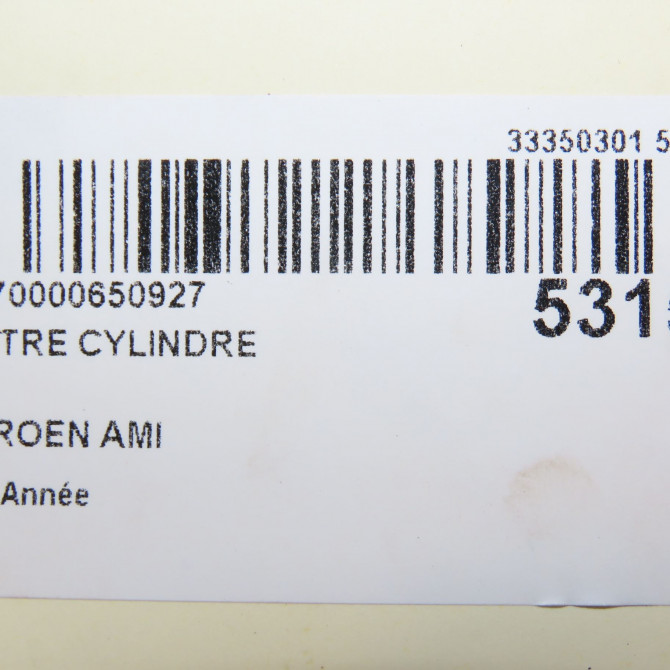 33350301 5
70000650927
531
TRE CYLINDRE
ROEN AMI
Année